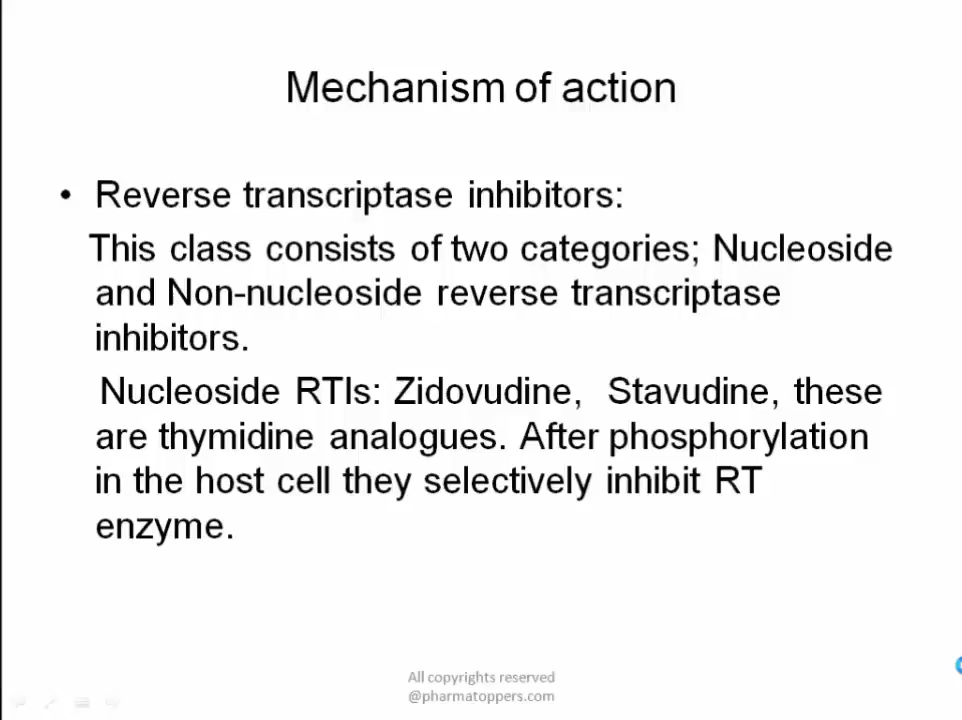 Mechanism of action
• Reverse transcriptase inhibitors:
This class consists of two categories; Nucleoside
and Non-nucleoside reverse transcriptase
inhibitors.
Nucleoside RTIs: Zidovudine, Stavudine, these
are thymidine analogues. After phosphorylation
in the host cell they selectively inhibit RT
enzyme.
All copyrights reserved
@pharmatoppers.com